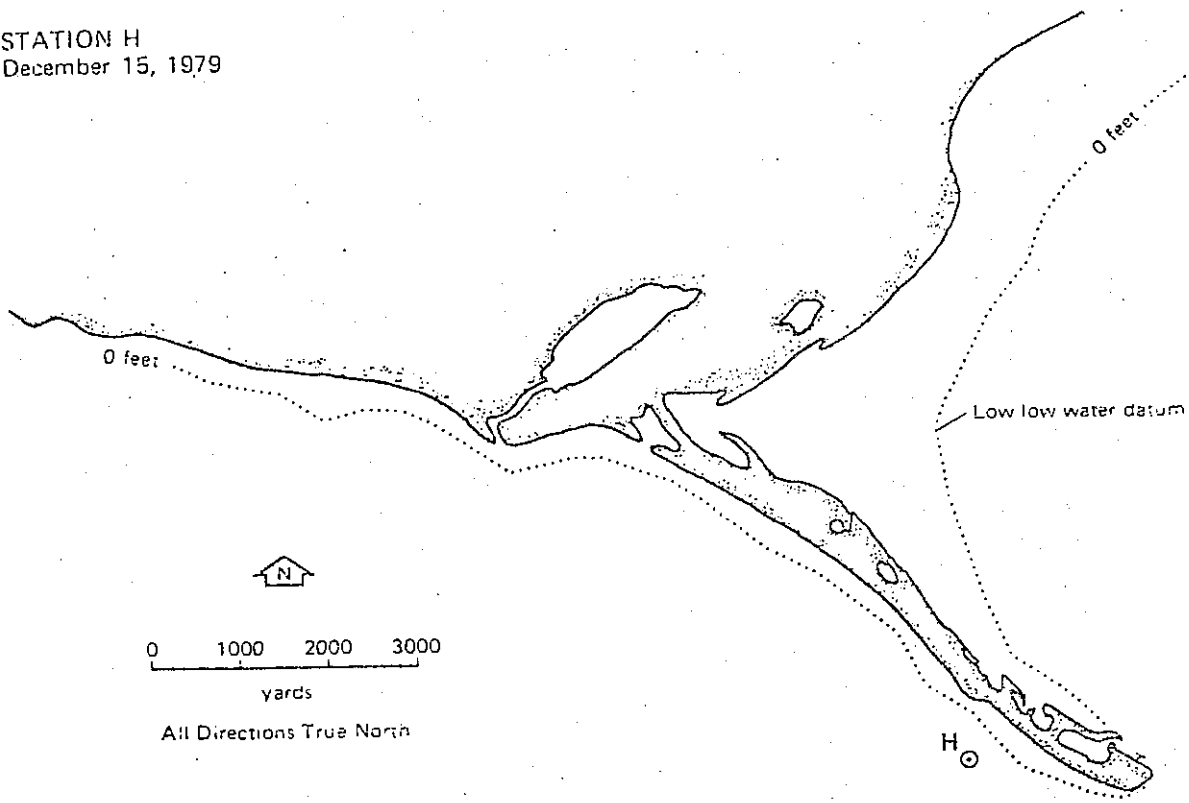 STATION H
December 15, 1979
0 feet
0 feet
Low low water datum
N
0 1000 2000 3000
yards
All Directions True North
H